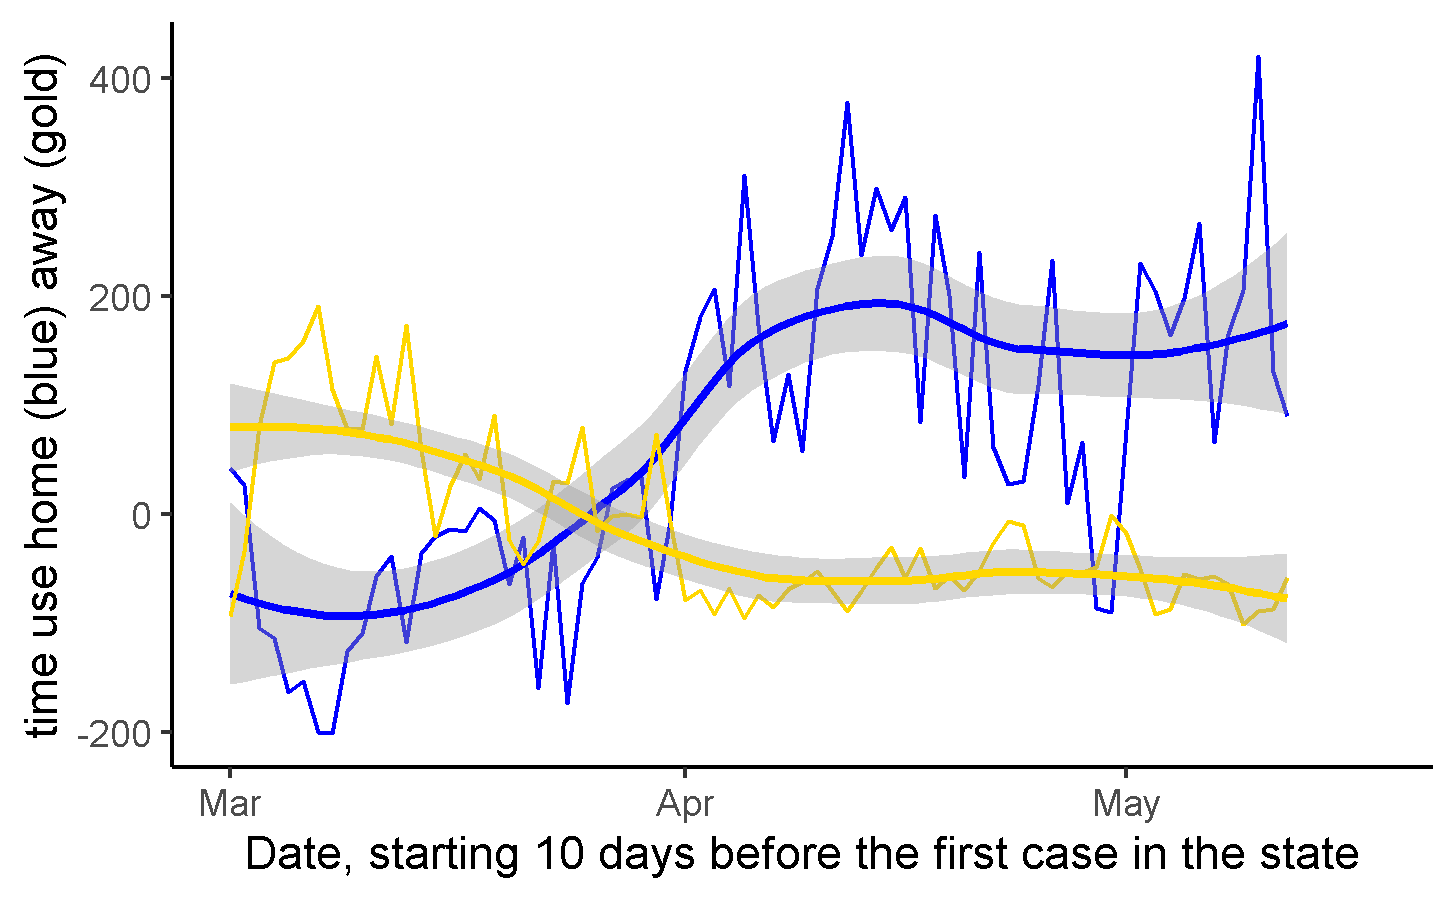 time use home (blue) away (gold)
400
200
0
-200
Mar Apr May
Date, starting 10 days before the first case in the state